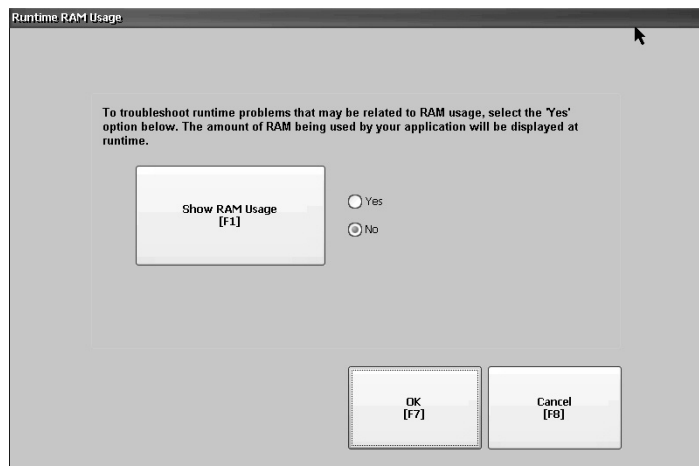 Runtime RAM Usage
To troubleshoot runtime problems that may be related to RAM usage, select the 'Yes'
option below. The amount of RAM being used by your application will be displayed at
runtime.
Show RAM Usage
[F1]
Yes
No
OK
[F7]
Cancel
[F8]